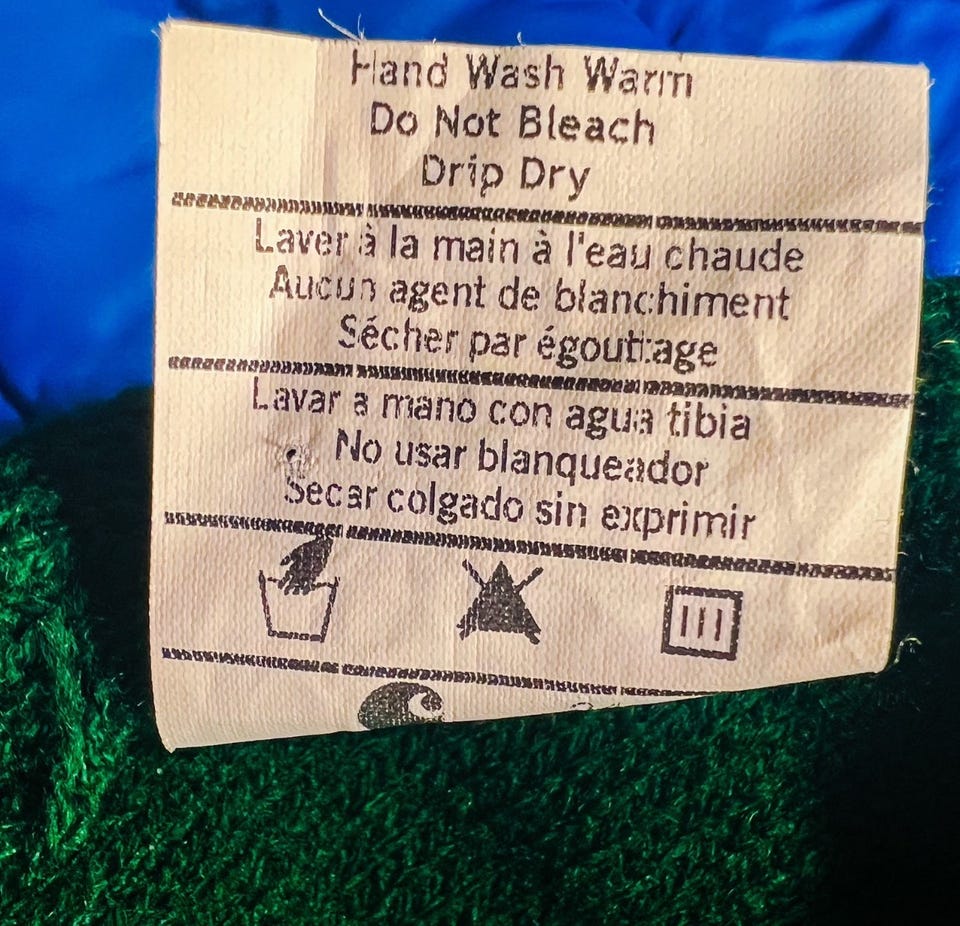 Hand Wash Warm
Do Not Bleach
Drip Dry
Laver à la main à l'eau chaude
Aucun agent de blanchiment
Sécher par égouttage
Lavar a mano con agua tibia
No usar blanqueador
Secar colgado sin exprimir